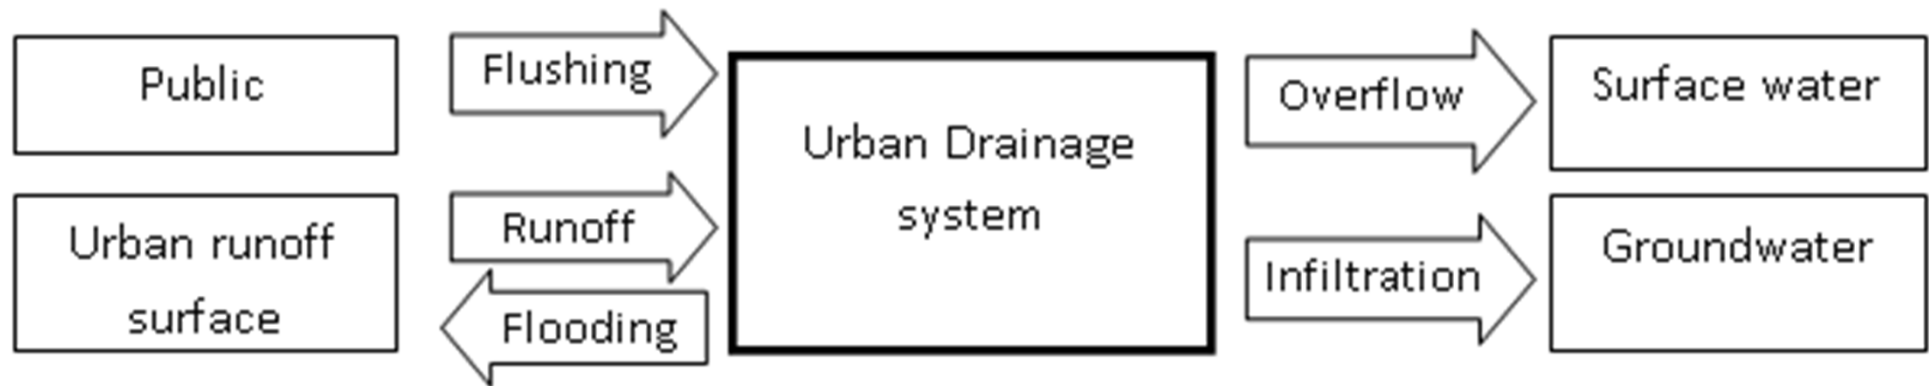 Public
Flushing
Urban runoff
surface
Runoff
Flooding
Urban Drainage
system
Overflow
Surface water
Infiltration
Groundwater